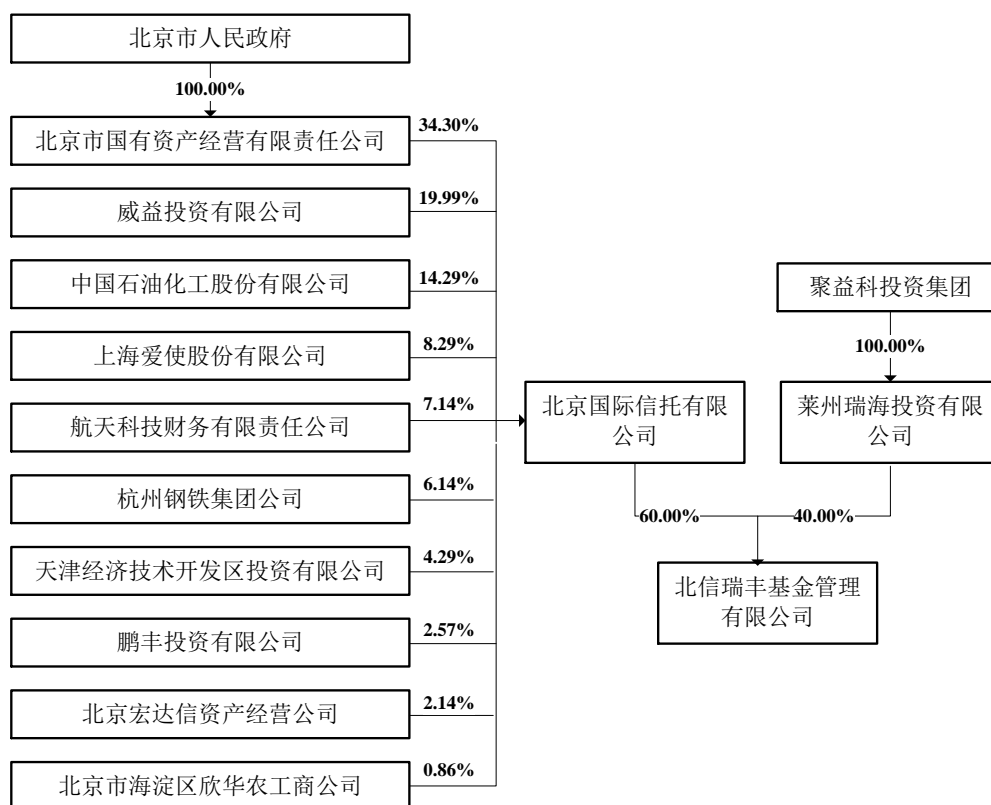 北京市人民政府
100.00%
北京市国有资产经营有限责任公司
34.30%
威益投资有限公司
19.99%
中国石油化工股份有限公司
14.29%
上海爱使股份有限公司
8.29%
航天科技财务有限责任公司
7.14%
杭州钢铁集团公司
6.14%
天津经济技术开发区投资有限公司
4.29%
鹏丰投资有限公司
2.57%
北京宏达信资产经营公司
2.14%
北京市海淀区欣华农工商公司
0.86%
北京国际信托有限
公司
聚益科投资集团
100.00%
莱州瑞海投资有限
公司
60.00%
40.00%
北信瑞丰基金管理
有限公司